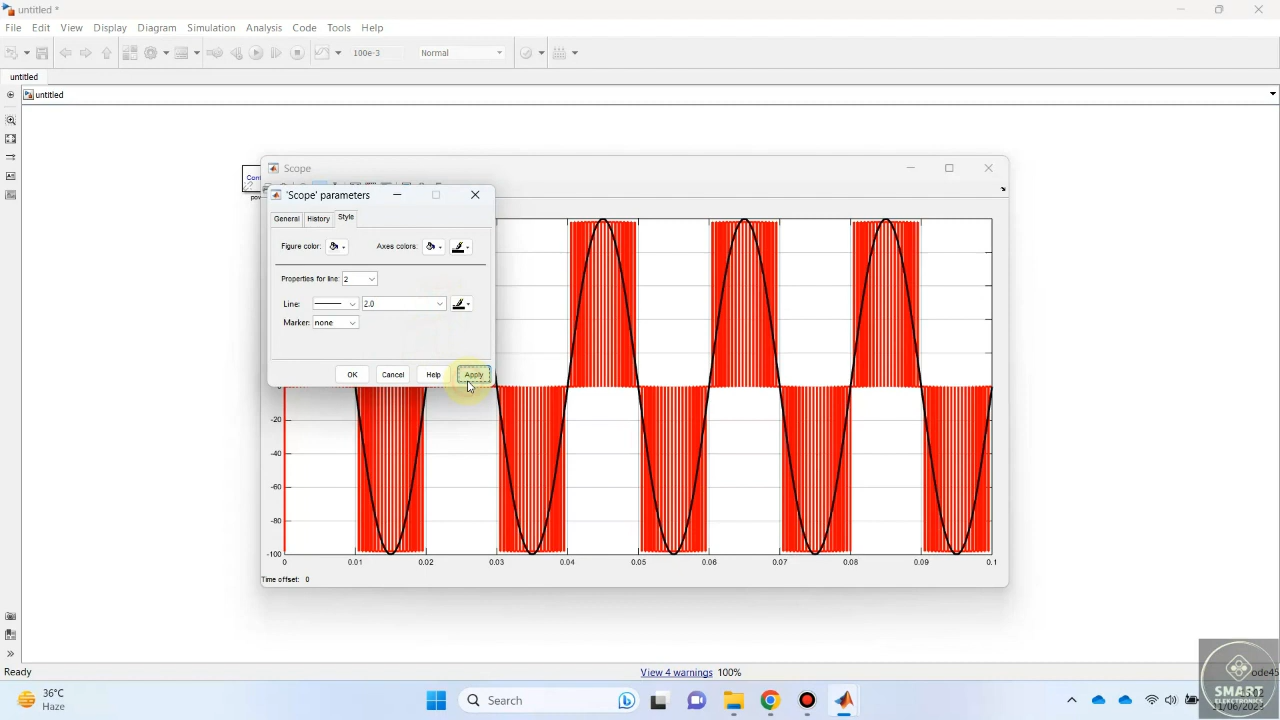 untitled *
File Edit View Display Diagram Simulation Analysis Code Tools Help
100e-3 Normal
untitled
untitled
Scope
'Scope' parameters
General History Style
Figure color: Axes colors:
Properties for line: 2
Line: 2.0
Marker: none
OK Cancel Help Apply
-20
-40
-60
-80
-100
0 0.01 0.02 0.03 0.04 0.05 0.06 0.07 0.08 0.09 0.1
Time offset: 0
Ready View 4 warnings 100% ode45
36°C
Haze
Search
SMART
ELEKTRONICS